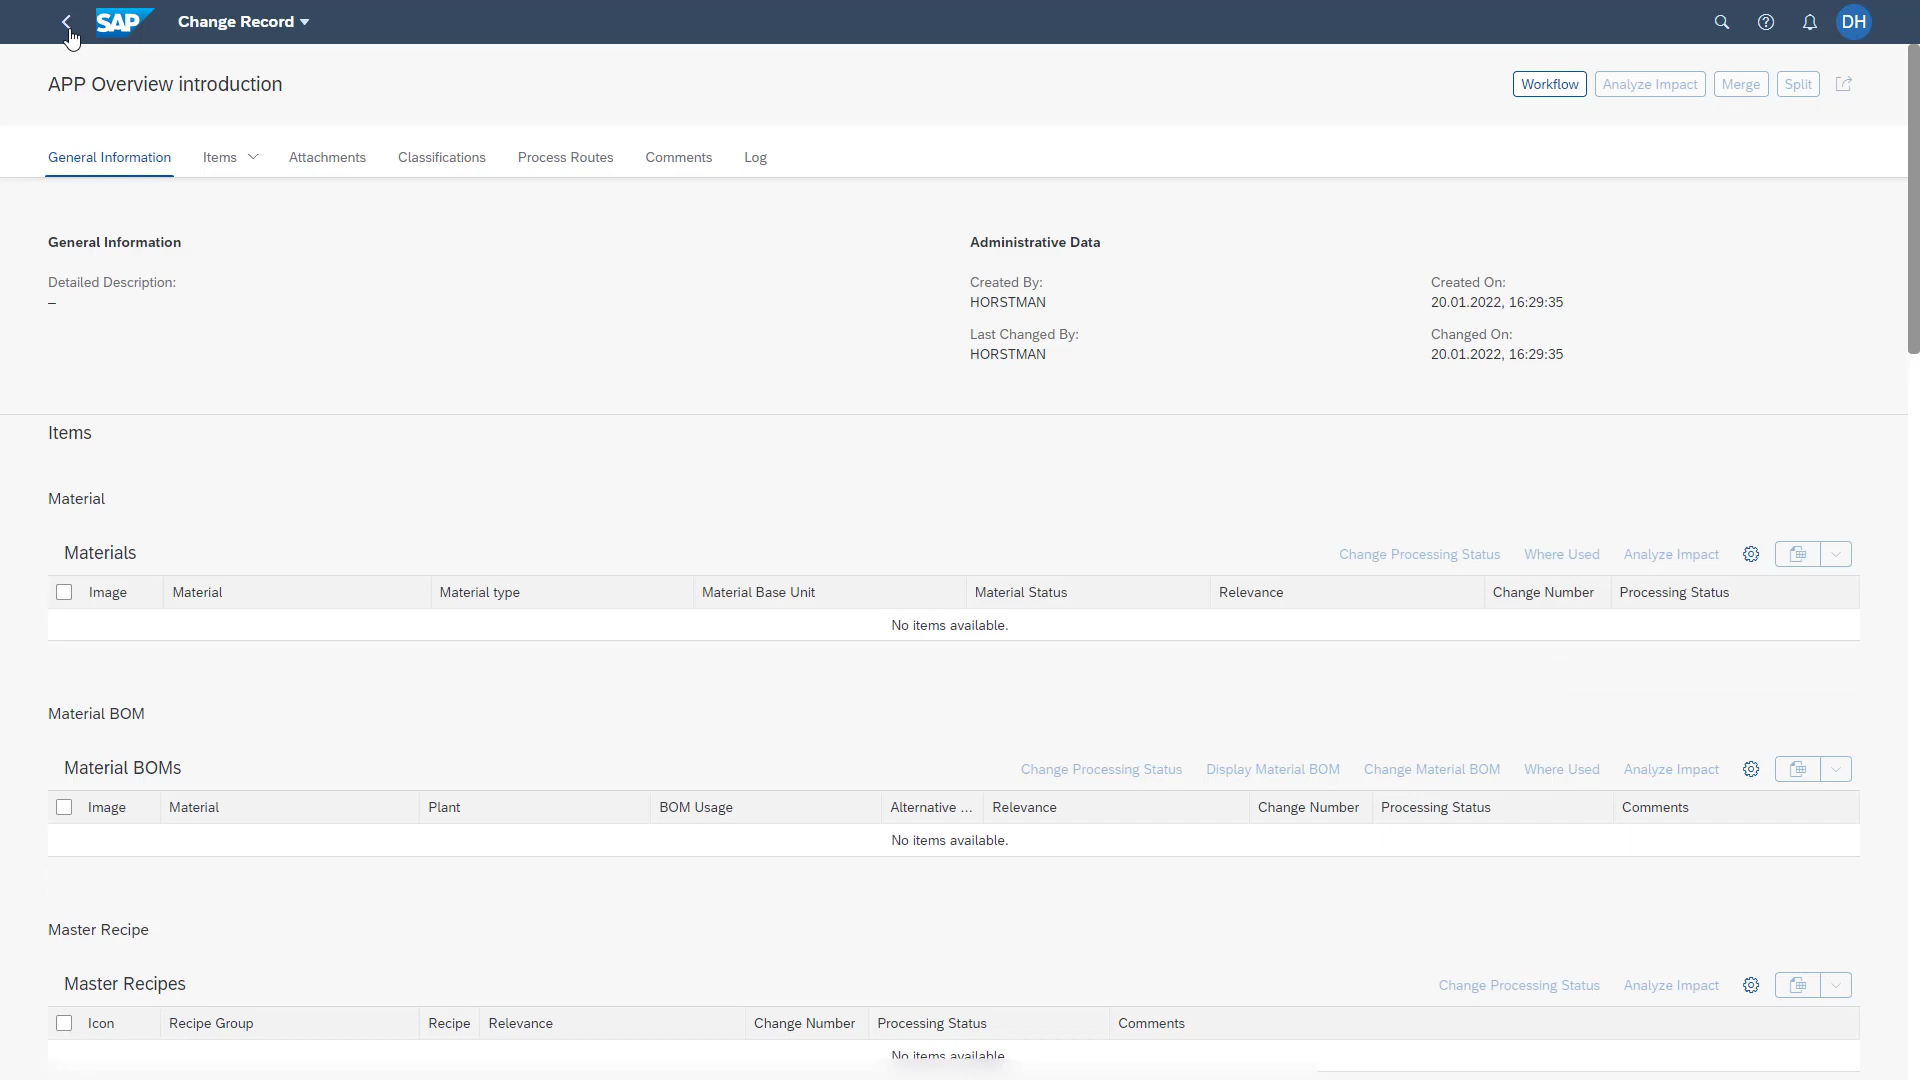 SAP Change Record DH
APP Overview introduction
Workflow Analyze Impact Merge Split
General Information Items Attachments Classifications Process Routes Comments Log
General Information Administrative Data
Detailed Description: Created By: Created On:
– HORSTMAN 20.01.2022, 16:29:35
Last Changed By: Changed On:
HORSTMAN 20.01.2022, 16:29:35
Items
Material
Materials Change Processing Status Where Used Analyze Impact
Image Material Material type Material Base Unit Material Status Relevance Change Number Processing Status
No items available.
Material BOM
Material BOMs Change Processing Status Display Material BOM Change Material BOM Where Used Analyze Impact
Image Material Plant BOM Usage Alternative ... Relevance Change Number Processing Status Comments
No items available.
Master Recipe
Master Recipes Change Processing Status Analyze Impact
Icon Recipe Group Recipe Relevance Change Number Processing Status Comments
No items available